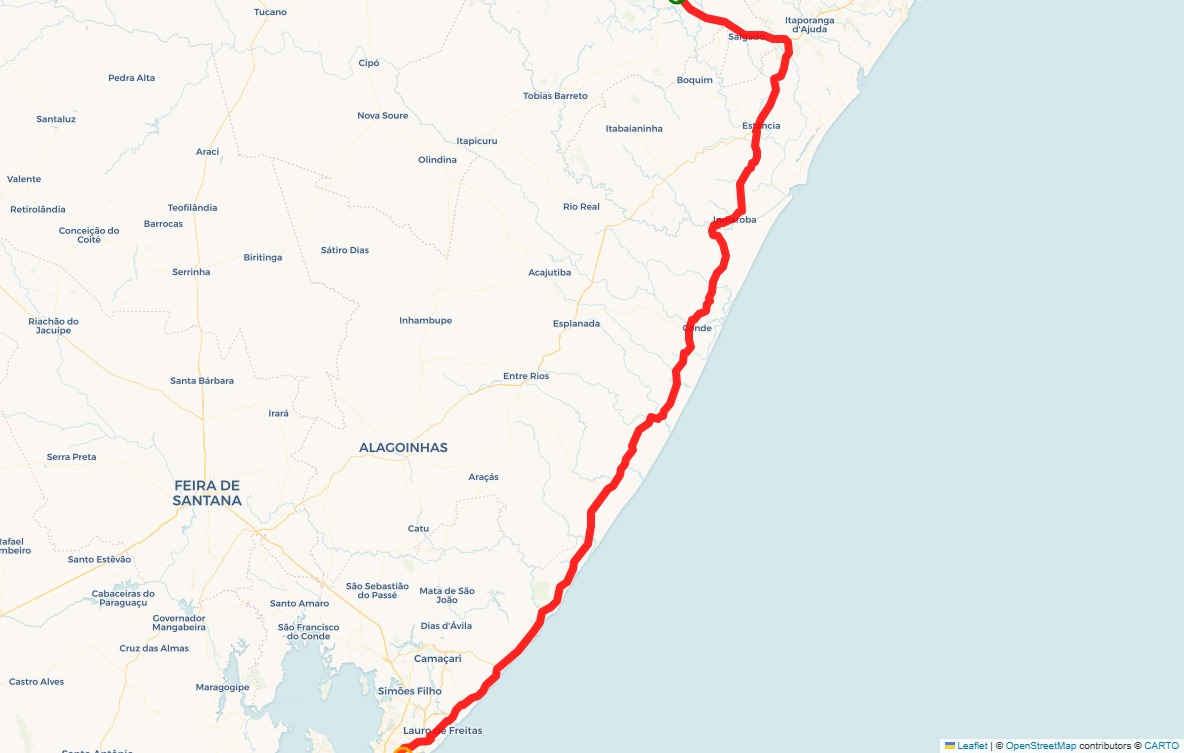 Tucano
Itaporanga
d'Ajuda
Salgado
Cipó
Pedra Alta
Boquim
Tobias Barreto
Nova Soure
Santaluz
Estância
Itabaianinha
Itapicuru
Araci
Olindina
Valente
Rio Real
Teofilândia
Retirolândia
Indiaroba
Barrocas
Conceição do
Coité
Sátiro Dias
Biritinga
Serrinha
Acajutiba
Inhambupe
Riachão do
Jacuípe
Esplanada
Conde
Entre Rios
Santa Bárbara
Irará
ALAGOINHAS
Serra Preta
Araçás
FEIRA DE
SANTANA
Catu
Rafael
Jambeiro
Santo Estêvão
São Sebastião
do Passé
Mata de São
João
Cabaceiras do
Paraguaçu
Santo Amaro
Governador
Mangabeira
São Francisco
do Conde
Dias d'Ávila
Cruz das Almas
Camaçari
Castro Alves
Maragogipe
Simões Filho
Lauro de Freitas
Santo Antônio
Leaflet | © OpenStreetMap contributors © CARTO